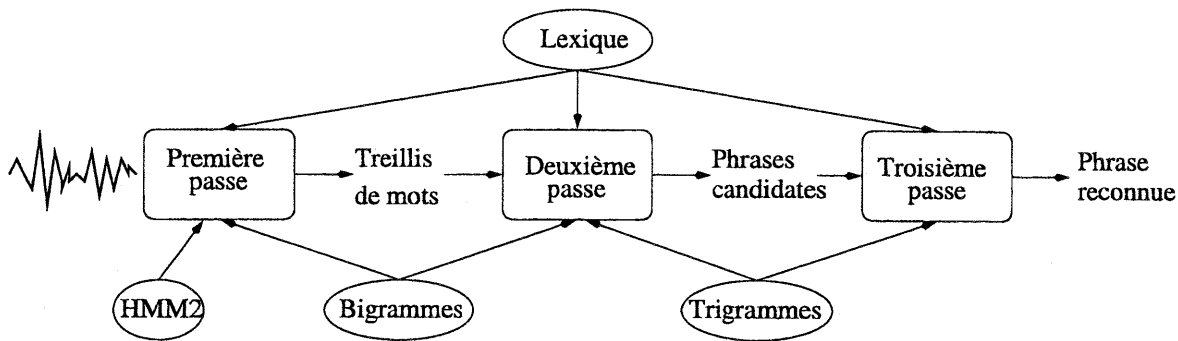 Lexique
Première
passe
Treillis
de mots
Deuxième
passe
Phrases
candidates
Troisième
passe
Phrase
reconnue
HMM2
Bigrammes
Trigrammes